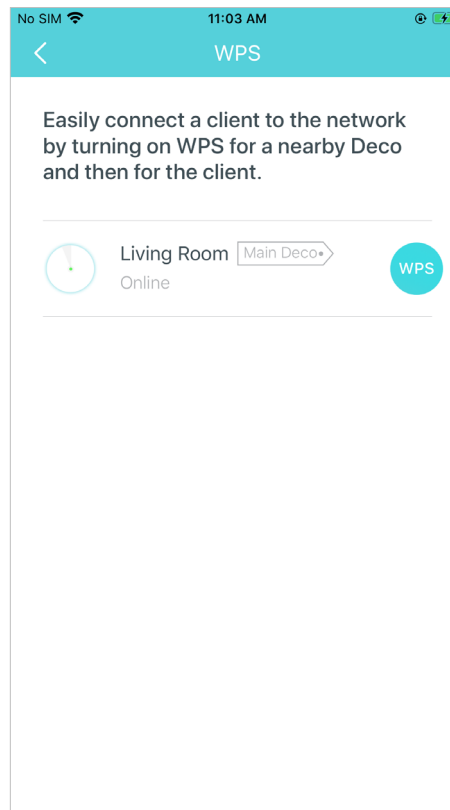 No SIM 11:03 AM
WPS
Easily connect a client to the network
by turning on WPS for a nearby Deco
and then for the client.
Living Room Main Deco
Online
WPS